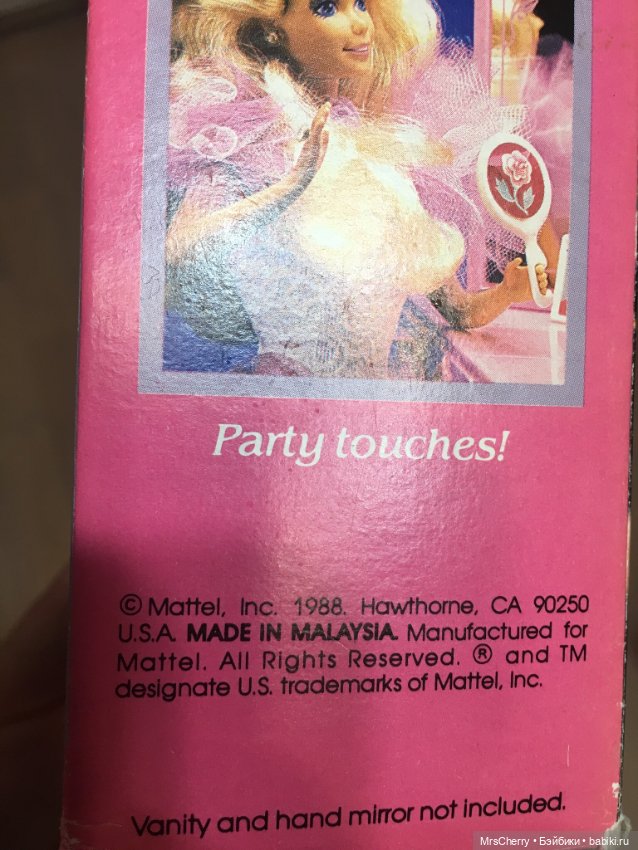 Party touches!
© Mattel, Inc. 1988. Hawthorne, CA 90250
U.S.A. MADE IN MALAYSIA. Manufactured for
Mattel. All Rights Reserved. ® and TM
designate U.S. trademarks of Mattel, Inc.
Vanity and hand mirror not included.
MrsCherry • Бэйбики • babiki.ru